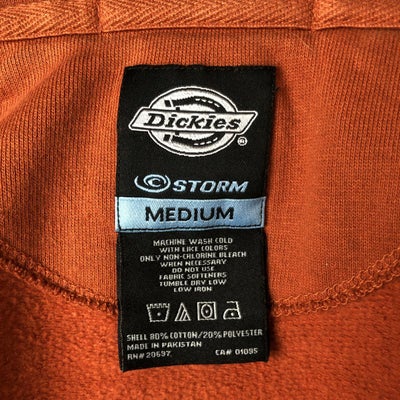 Dickies
STORM
MEDIUM
MACHINE WASH COLD
WITH LIKE COLORS
ONLY NON-CHLORINE BLEACH
WHEN NECESSARY
DO NOT USE
FABRIC SOFTENERS
TUMBLE DRY LOW
LOW IRON
SHELL 80% COTTON/20% POLYESTER
MADE IN PAKISTAN
RN# 20697 CA# 01095